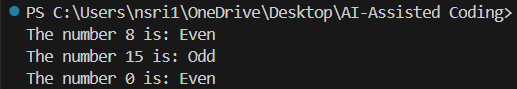 PS C:\Users\nsri1\OneDrive\Desktop\AI-Assisted Coding>
The number 8 is: Even
The number 15 is: Odd
The number 0 is: Even